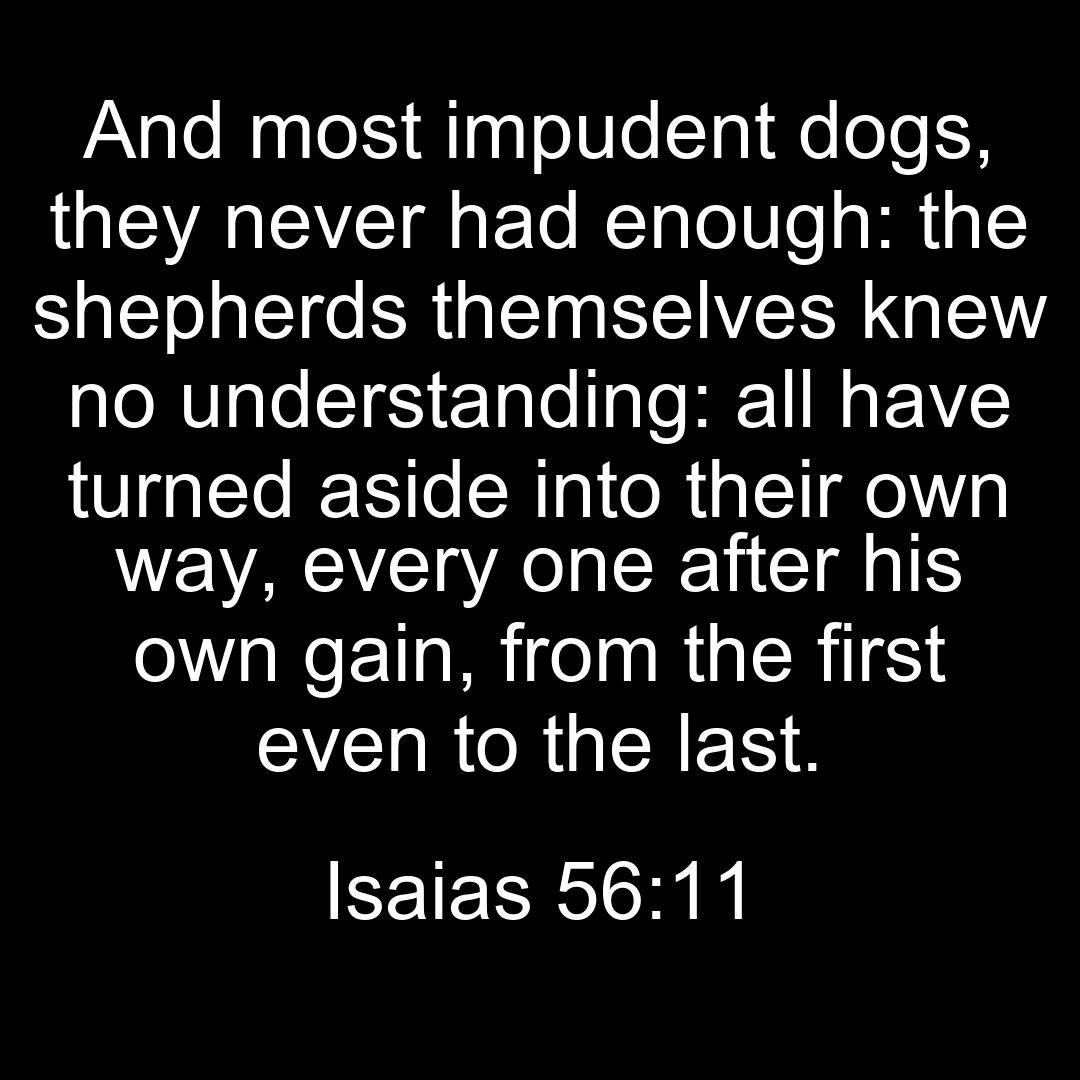 And most impudent dogs,
they never had enough: the
shepherds themselves knew
no understanding: all have
turned aside into their own
way, every one after his
own gain, from the first
even to the last.
Isaias 56:11